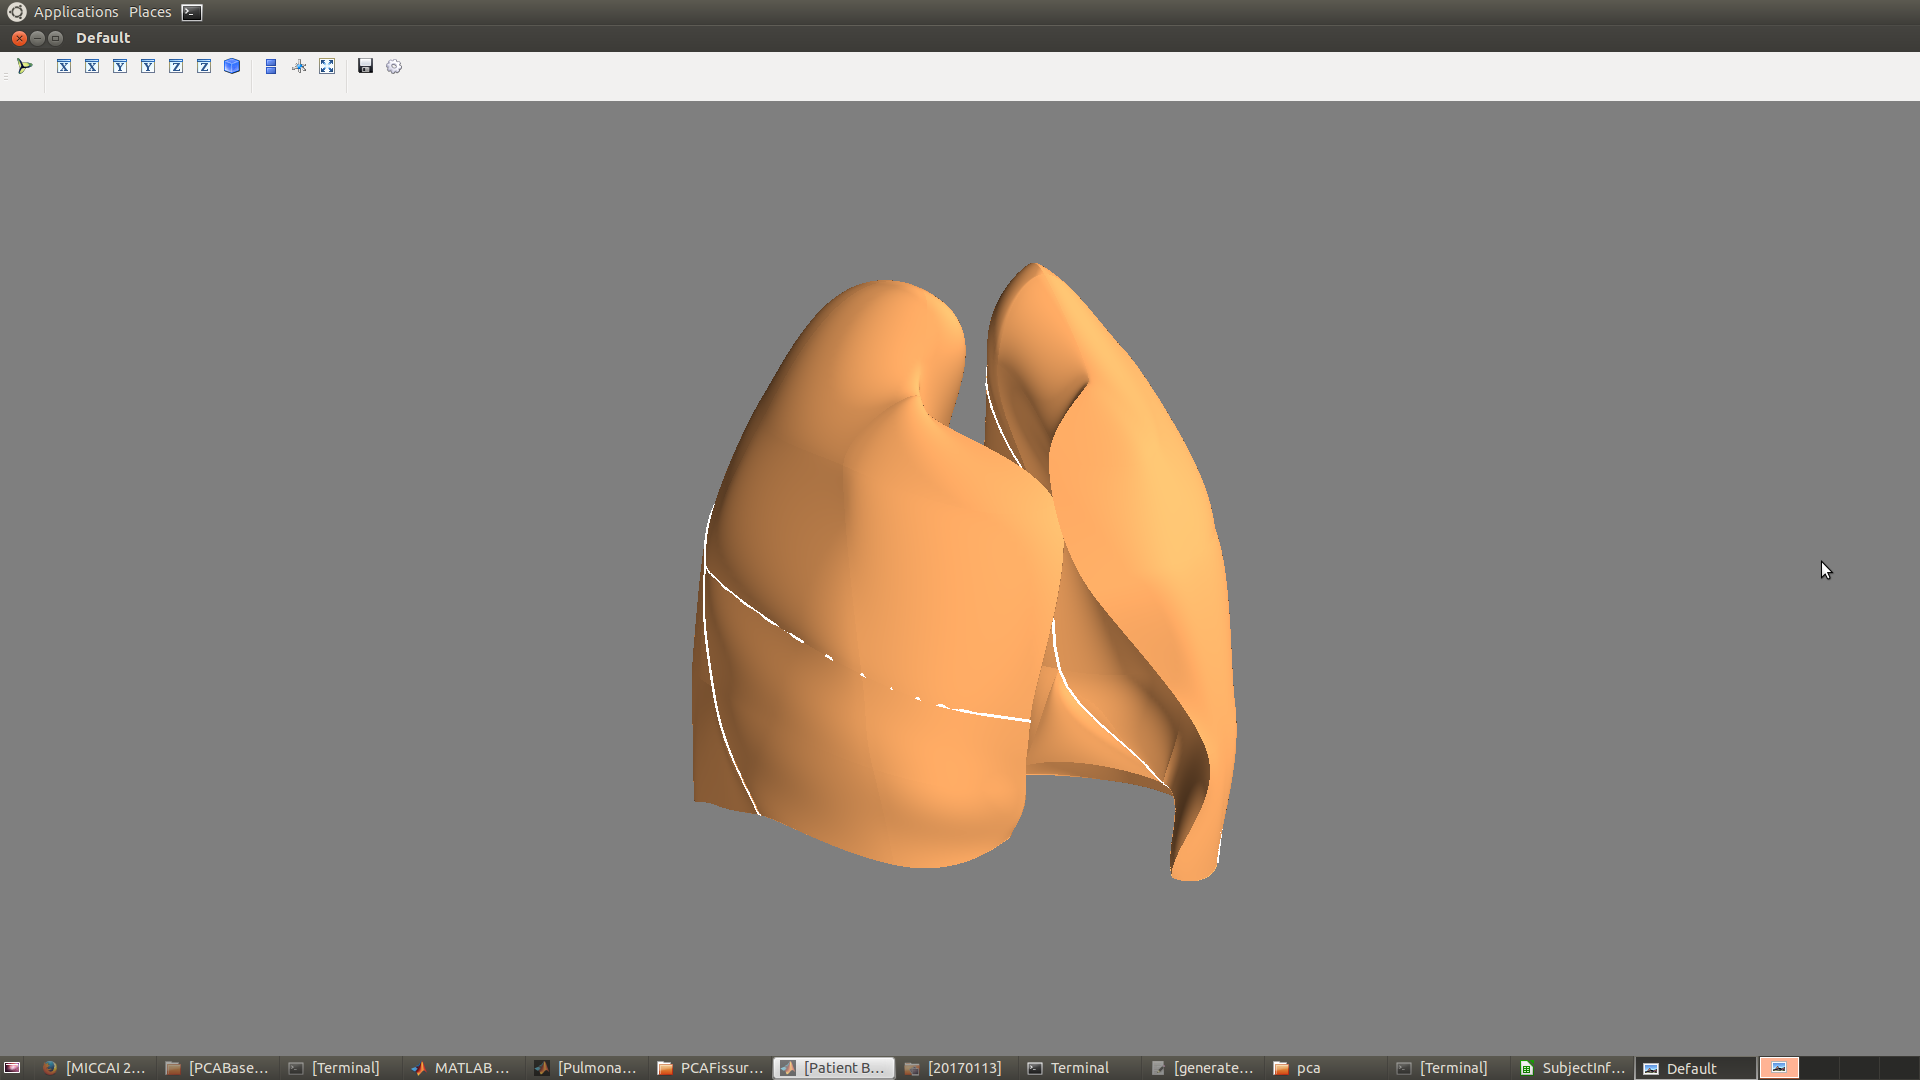 Applications Places
Default
X X Y Y Z Z
[MICCAI 2... [PCABase... [Terminal] MATLAB ... [Pulmona... PCAFissur... [Patient B... [20170113] Terminal [generate... pca [Terminal] SubjectInf... Default